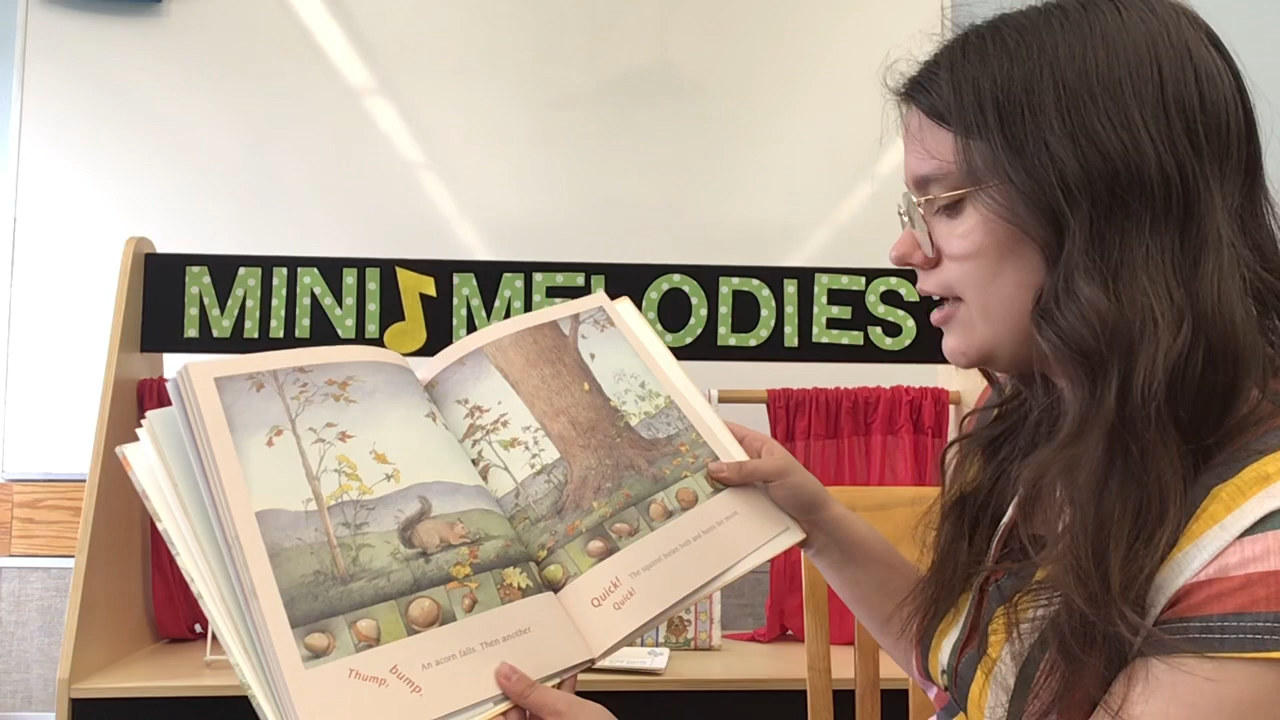 MINI MELODIES
Thump, bump.
An acorn falls. Then another
Quick!
Quick!
The squirrel buries both and hunts for more.